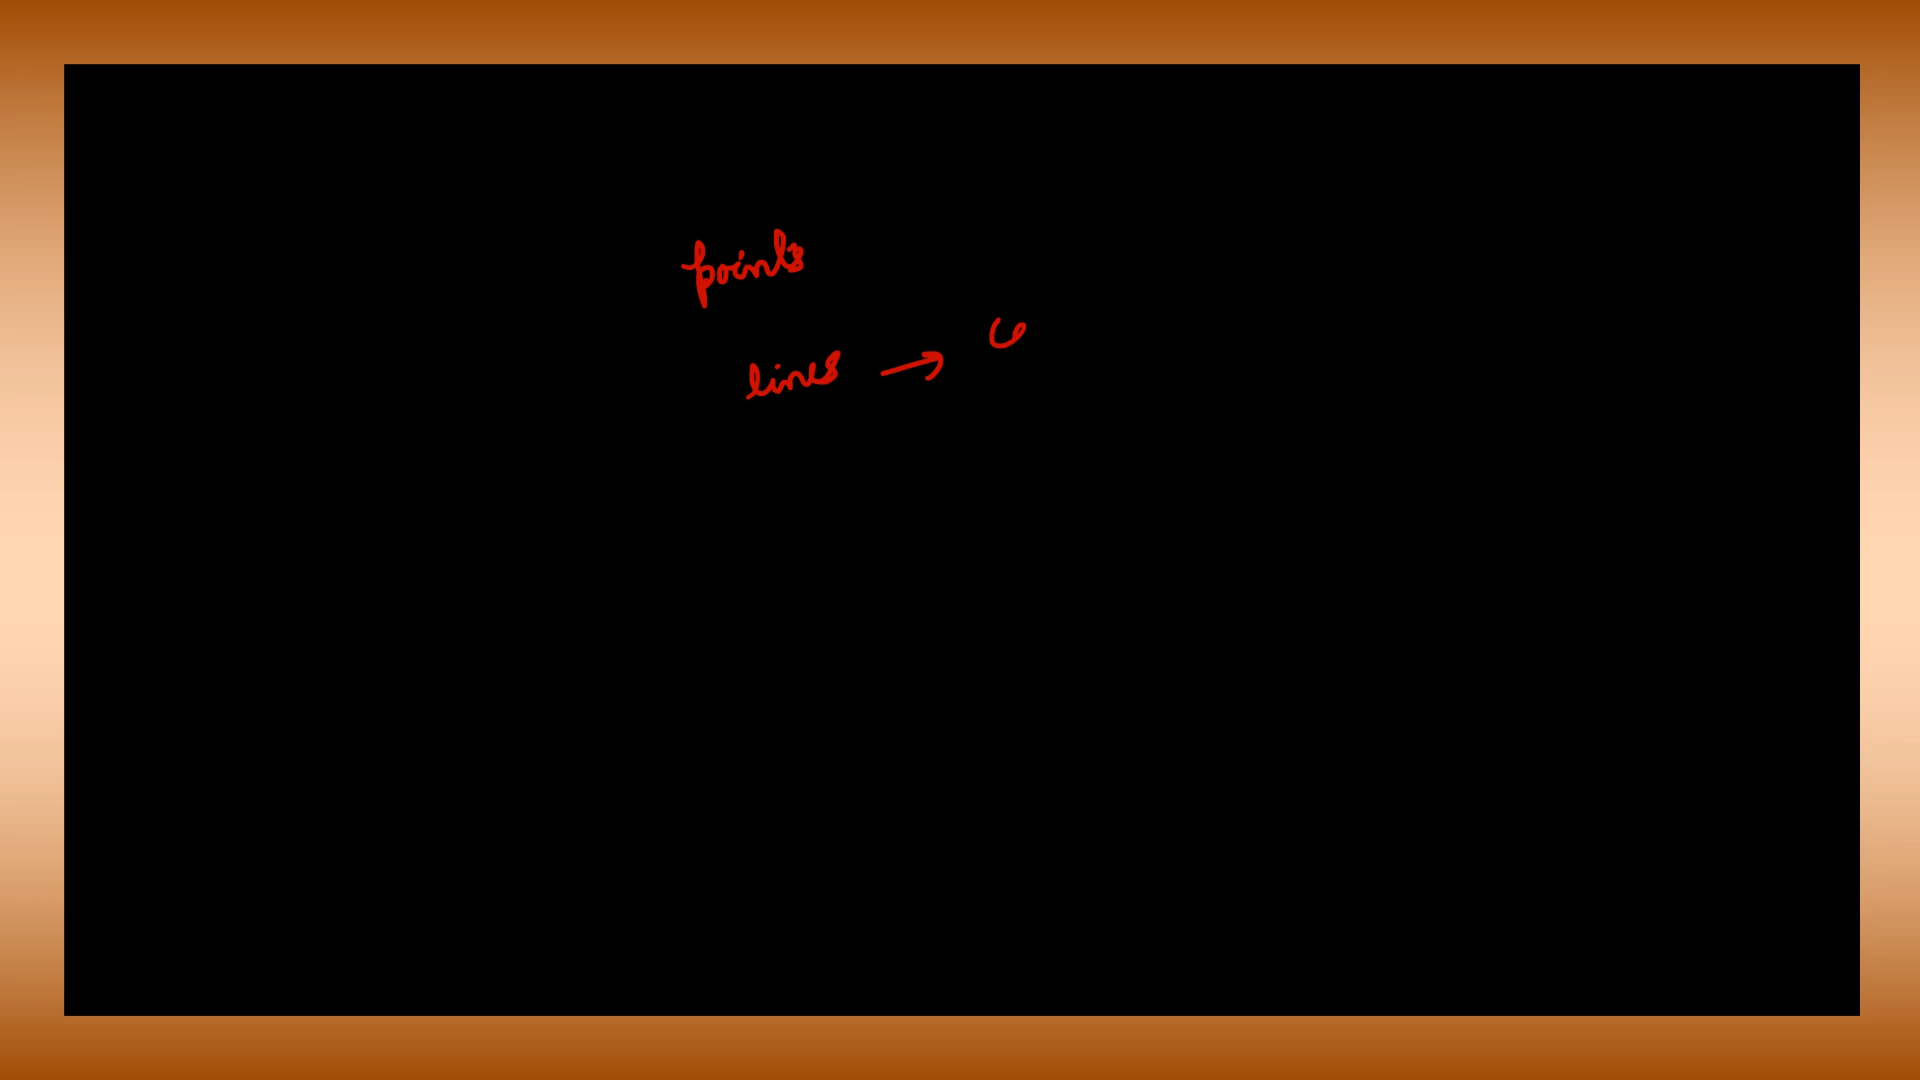 points
lines →